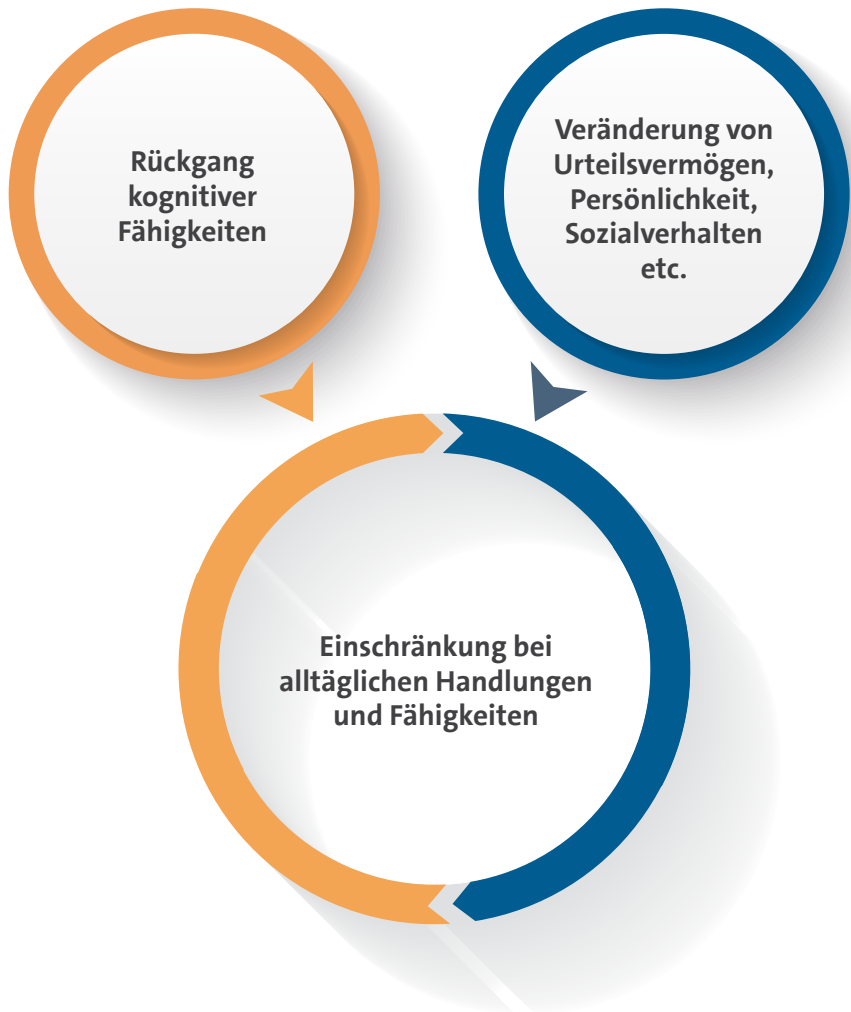 Rückgang
kognitiver
Fähigkeiten
Veränderung von
Urteilsvermögen,
Persönlichkeit,
Sozialverhalten
etc.
Einschränkung bei
alltäglichen Handlungen
und Fähigkeiten